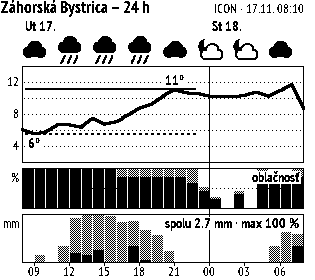 Záhorská Bystrica – 24 h
ICON · 17.11. 08:10
Ut 17.
St 18.
12
8
4
11°
6°
%
oblačnosť
mm
spolu 2.7 mm · max 100 %
09 12 15 18 21 00 03 06